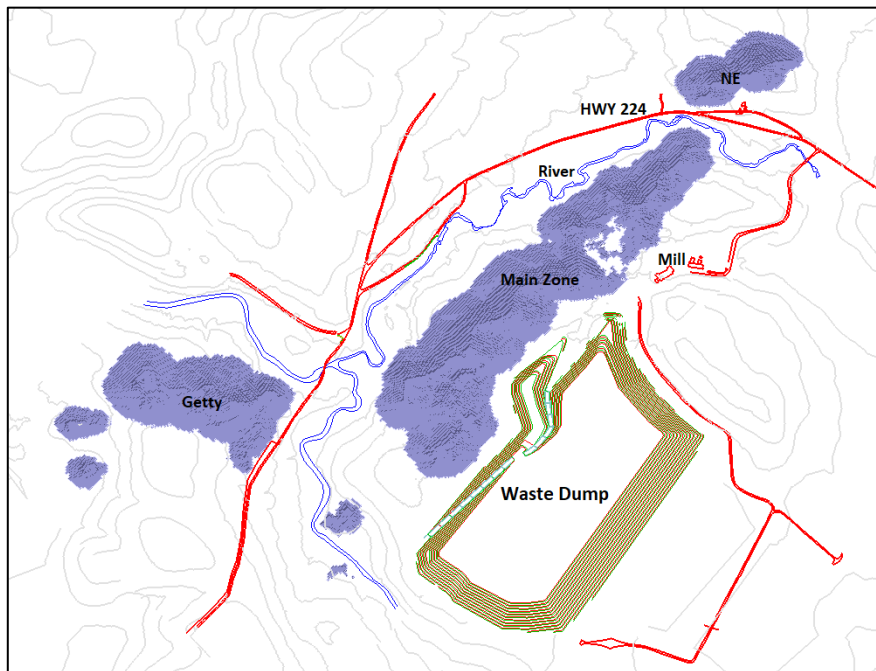 NE
HWY 224
River
Mill
Main Zone
Getty
Waste Dump